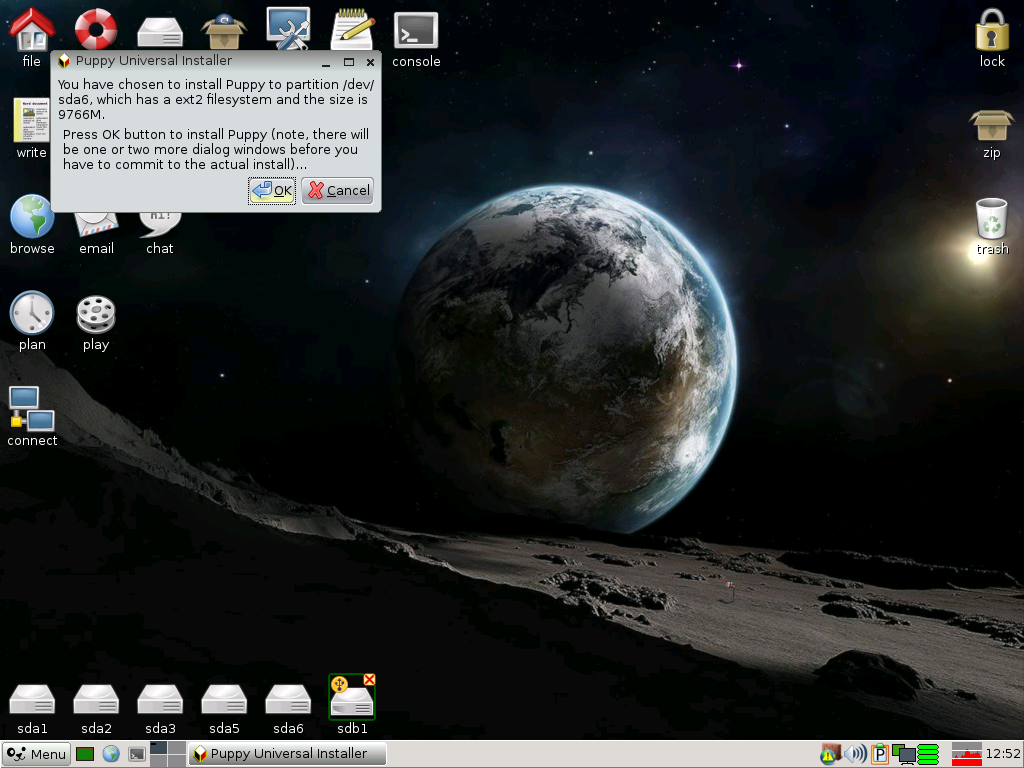 file
console
lock
Puppy Universal Installer
You have chosen to install Puppy to partition /dev/
sda6, which has a ext2 filesystem and the size is
9766M.
Press OK button to install Puppy (note, there will
be one or two more dialog windows before you
have to commit to the actual install)...
OK
Cancel
write
zip
HI!
browse
email
chat
trash
plan
play
connect
sda1
sda2
sda3
sda5
sda6
sdb1
Menu
Puppy Universal Installer
P
12:52